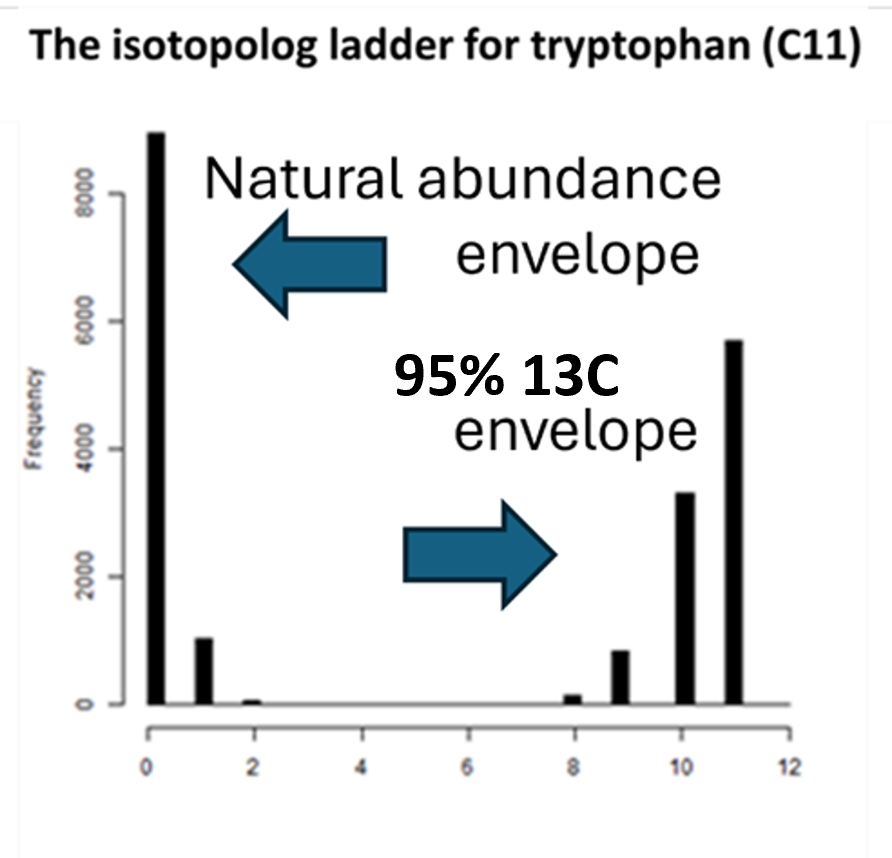 The isotopolog ladder for tryptophan (C11)
Natural abundance
envelope
95% 13C
envelope
Frequency
8000
6000
4000
2000
0
0 2 4 6 8 10 12